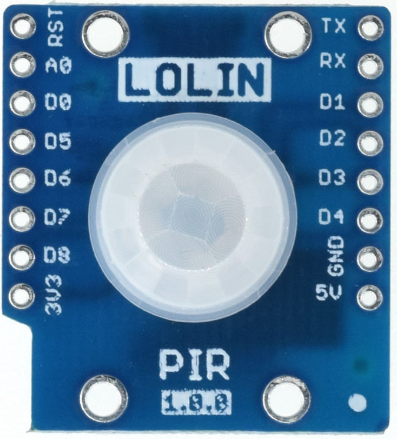 RST
TX
A0
RX
LOLIN
D0
D1
D5
D2
D6
D3
D7
D4
D8
GND
3V3
5V
PIR
1.0.0